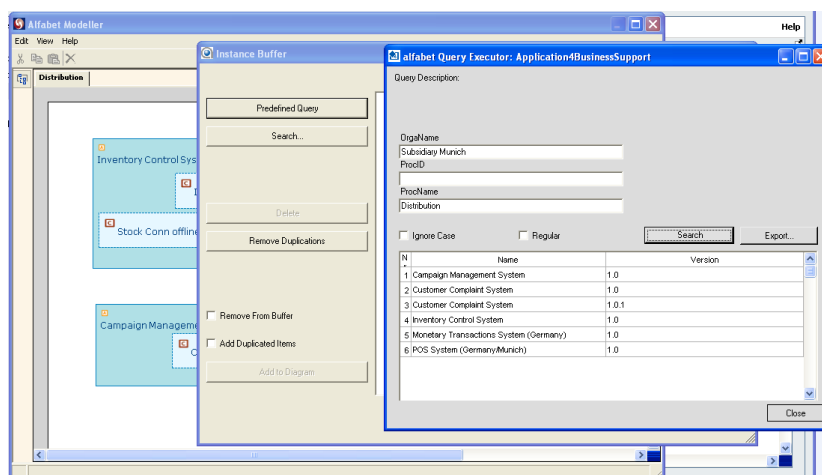 Alfabet Modeller
Help
Edit View Help
Distribution
Inventory Control Sys
Stock Conn offline
Campaign Manageme
C
Instance Buffer
Predefined Query
Search...
Delete
Remove Duplications
Remove From Buffer
Add Duplicated Items
Add to Diagram
alfabet Query Executor: Application4BusinessSupport
Query Description:
OrgaName
Subsidiary Munich
ProcID
ProcName
Distribution
Ignore Case Regular Search Export...
N Name Version
1 Campaign Management System 1.0
2 Customer Complaint System 1.0
3 Customer Complaint System 1.0.1
4 Inventory Control System 1.0
5 Monetary Transactions System (Germany) 1.0
6 POS System (Germany/Munich) 1.0
Close